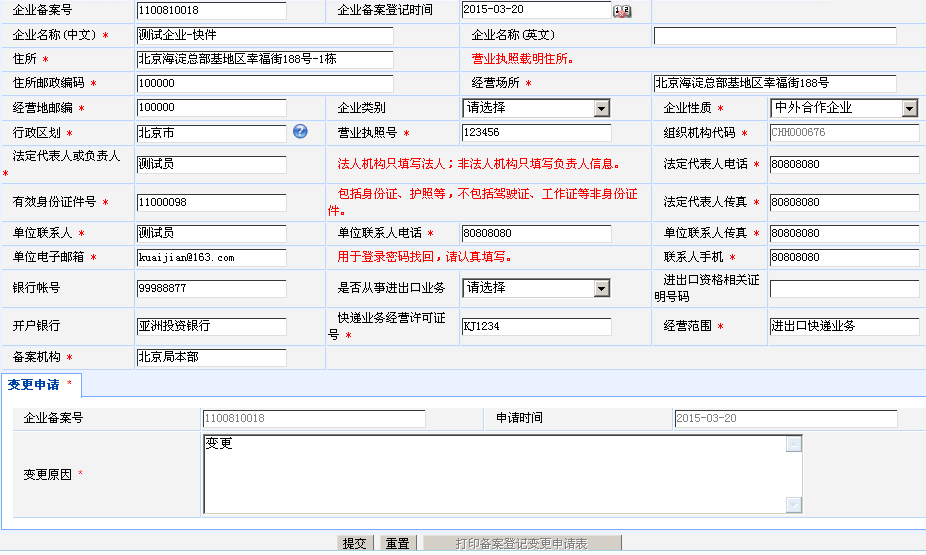 企业备案号 1100810018 企业备案登记时间 2015-03-20
企业名称(中文) * 测试企业-快件 企业名称(英文)
住所 * 北京海淀总部基地区幸福街188号-1栋 营业执照载明住所。
住所邮政编码 * 100000 经营场所 * 北京海淀总部基地区幸福街188号
经营地邮编 * 100000 企业类别 请选择 企业性质 * 中外合作企业
行政区划 * 北京市 营业执照号 * 123456 组织机构代码 * CHH000676
法定代表人或负责人
* 测试员 法人机构只填写法人；非法人机构只填写负责人信息。 法定代表人电话 * 80808080
有效身份证件号 * 11000098 包括身份证、护照等，不包括驾驶证、工作证等非身份证
件。 法定代表人传真 * 80808080
单位联系人 * 测试员 单位联系人电话 * 80808080 单位联系人传真 * 80808080
单位电子邮箱 * kuaijian@163.com 用于登录密码找回，请认真填写。 联系人手机 * 80808080
银行帐号 99988877 是否从事进出口业务 请选择 进出口资格相关证
明号码
开户银行 亚洲投资银行 快递业务经营许可证
号 * KJ1234 经营范围 * 进出口快递业务
备案机构 * 北京局本部
变更申请 *
企业备案号 1100810018 申请时间 2015-03-20
变更原因 * 变更
提交 重置 打印备案登记变更申请表